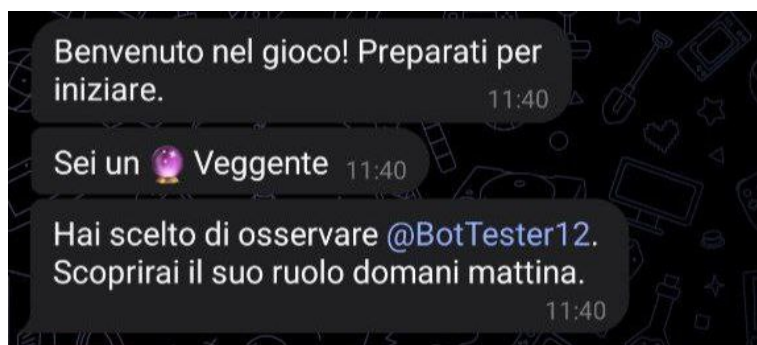 Benvenuto nel gioco! Preparati per
iniziare.
11:40
Sei un 🔮 Veggente 11:40
Hai scelto di osservare @BotTester12.
Scoprirai il suo ruolo domani mattina.
11:40